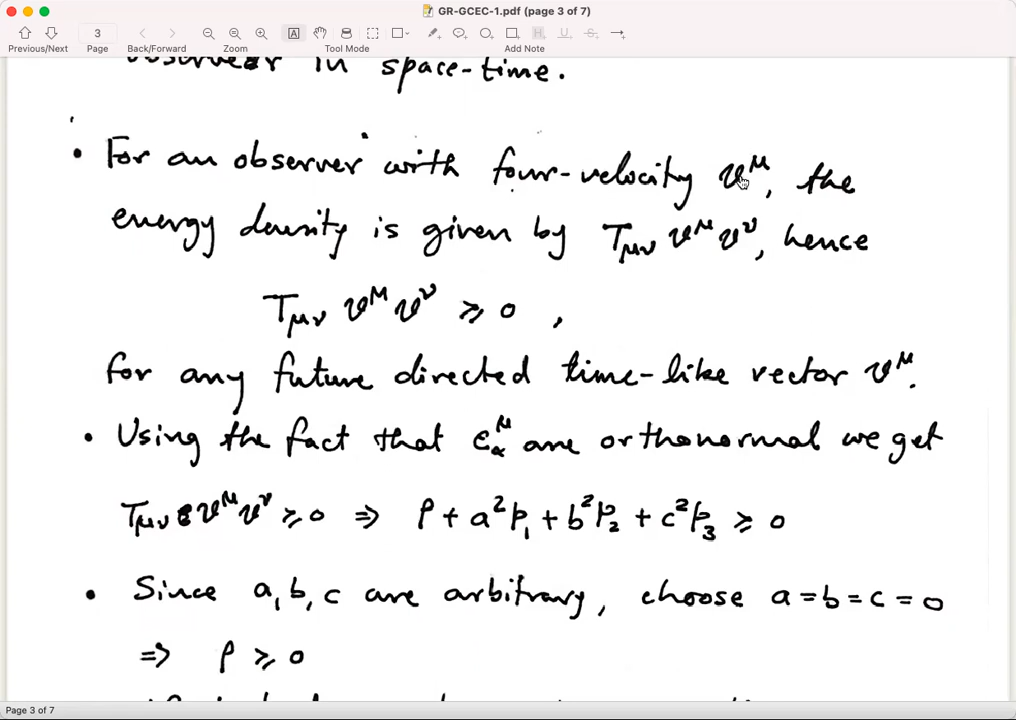 GR-GCEC-1.pdf (page 3 of 7)
3
Previous/Next
Page
Back/Forward
Zoom
Tool Mode
Add Note
observer in space-time.
• For an observer with four-velocity v^μ, the
energy density is given by T_μν v^μ v^ν, hence
T_μν v^μ v^ν ⩾ 0 ,
for any future directed time-like vector v^μ.
• Using the fact that e_α^μ are orthonormal we get
T_μν v^μ v^ν ⩾ 0 ⇒ ρ + a²p₁ + b²p₂ + c²p₃ ⩾ 0
• Since a, b, c are arbitrary, choose a = b = c = 0
⇒ ρ ⩾ 0
Page 3 of 7